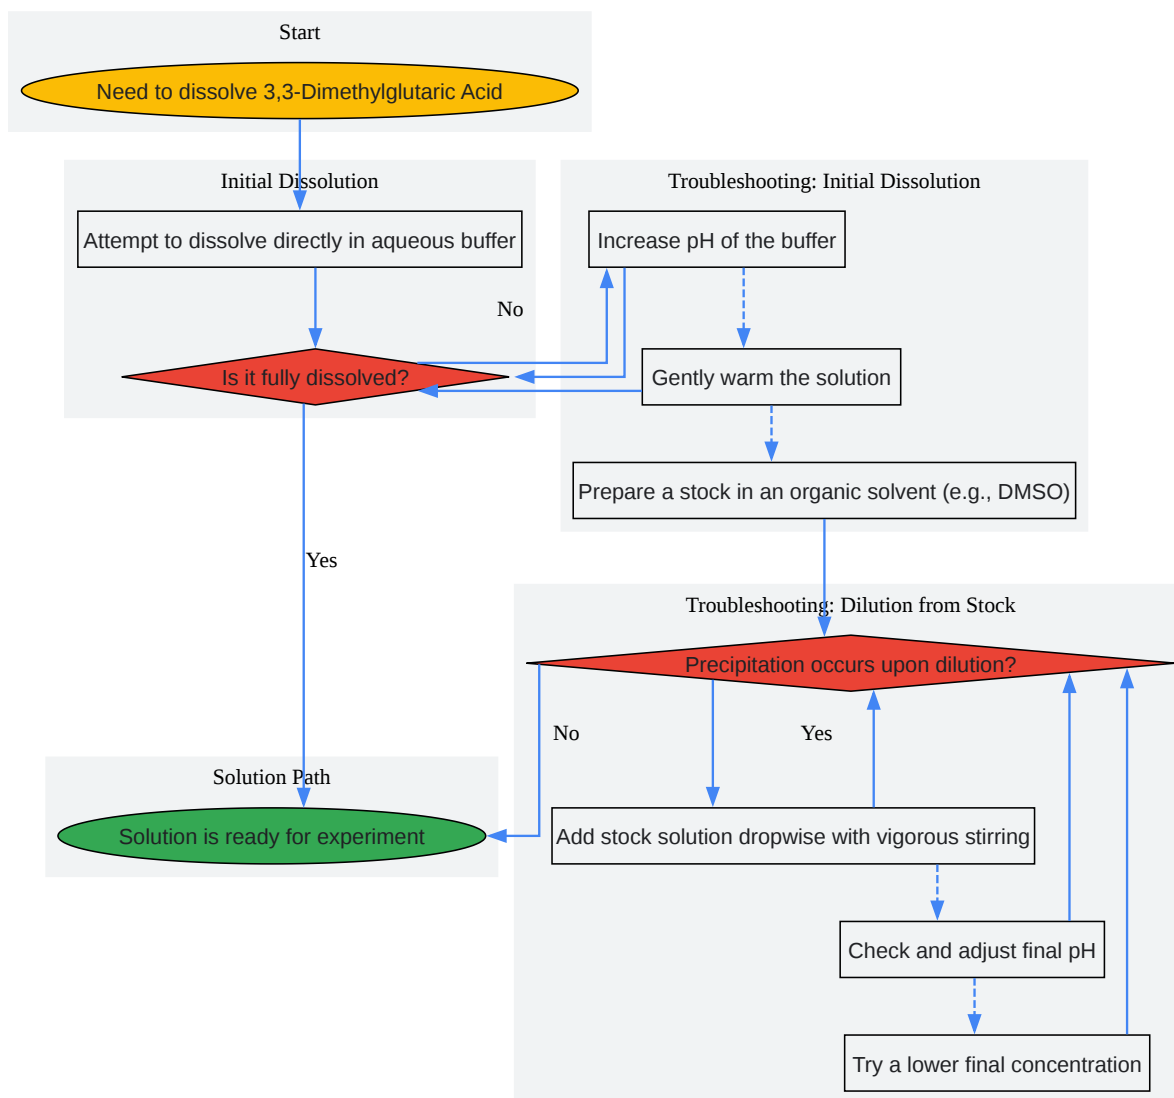 Start
Need to dissolve 3,3-Dimethylglutaric Acid
Initial Dissolution
Attempt to dissolve directly in aqueous buffer
No
Is it fully dissolved?
Yes
Troubleshooting: Initial Dissolution
Increase pH of the buffer
Gently warm the solution
Prepare a stock in an organic solvent (e.g., DMSO)
Troubleshooting: Dilution from Stock
Precipitation occurs upon dilution?
No
Yes
Add stock solution dropwise with vigorous stirring
Check and adjust final pH
Try a lower final concentration
Solution Path
Solution is ready for experiment